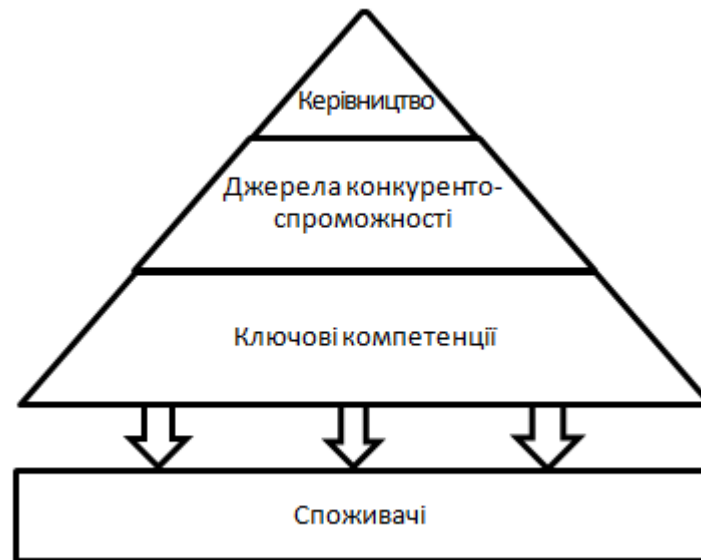 Керівництво
Джерела конкуренто-
спроможності
Ключові компетенції
Споживачі